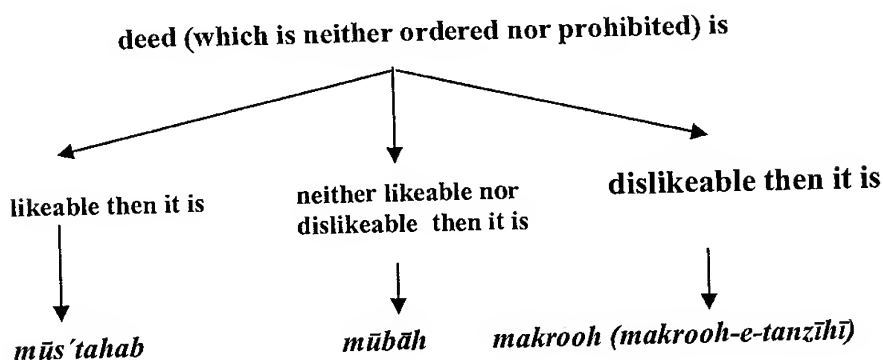 deed (which is neither ordered nor prohibited) is
likeable then it is
neither likeable nor
dislikeable then it is
dislikeable then it is
mūs´tahab
mūbāh
makrooh (makrooh-e-tanzīhī)